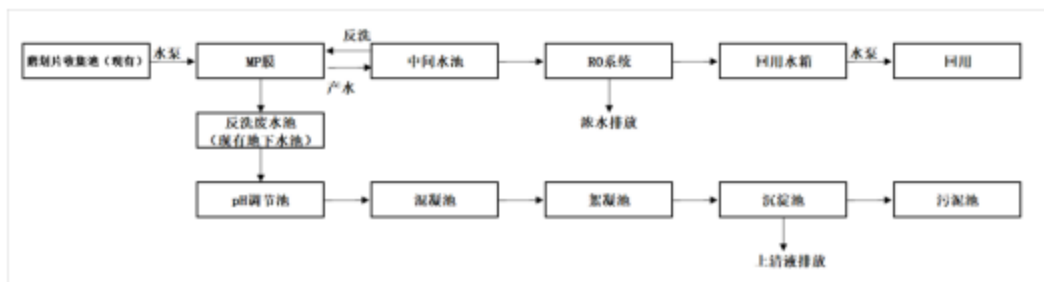 反洗
磨划片收集池（现有）
水泵
MP膜
中间水池
RO系统
回用水箱
水泵
回用
产水
反洗废水池
（现有地下水池）
浓水排放
pH调节池
混凝池
絮凝池
沉淀池
污泥池
上清液排放